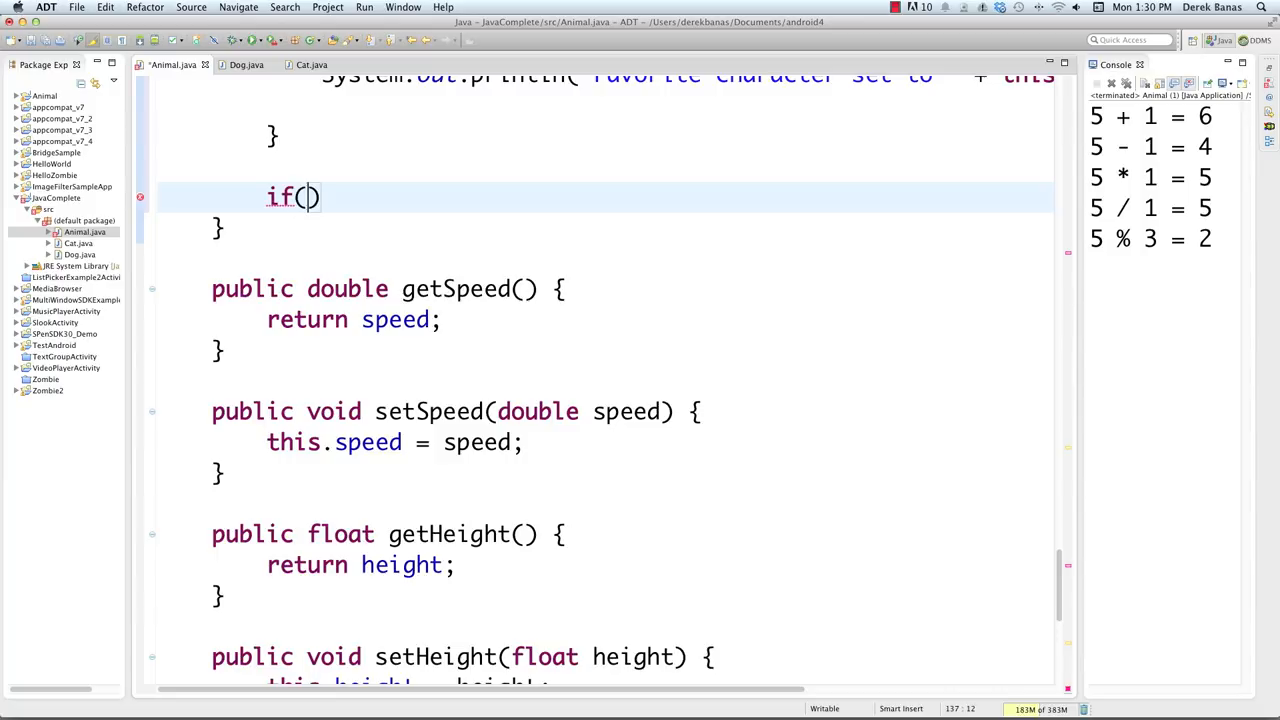 ADT File Edit Refactor Source Navigate Search Project Run Window Help 10 Mon 1:30 PM Derek Banas
Java - JavaComplete/src/Animal.java - ADT - /Users/derekbanas/Documents/android4
Quick Access Java DDMS
Package Exp
Animal
appcompat_v7
appcompat_v7_2
appcompat_v7_3
appcompat_v7_4
BridgeSample
HelloWorld
HelloZombie
ImageFilterSampleApp
JavaComplete
src
(default package)
Animal.java
Cat.java
Dog.java
JRE System Library [Java
ListPickerExample2Activi
MediaBrowser
MultiWindowSDKExample
MusicPlayerActivity
SlookActivity
SPenSDK30_Demo
TestAndroid
TextGroupActivity
VideoPlayerActivity
Zombie
Zombie2
*Animal.java Dog.java Cat.java
System.out.println("Favorite character set to " + this
}
if()
}
public double getSpeed() {
return speed;
}
public void setSpeed(double speed) {
this.speed = speed;
}
public float getHeight() {
return height;
}
public void setHeight(float height) {
this.height = height;
Console
<terminated> Animal (1) [Java Application] /S
5 + 1 = 6
5 - 1 = 4
5 * 1 = 5
5 / 1 = 5
5 % 3 = 2
Writable Smart Insert 137 : 12 183M of 383M